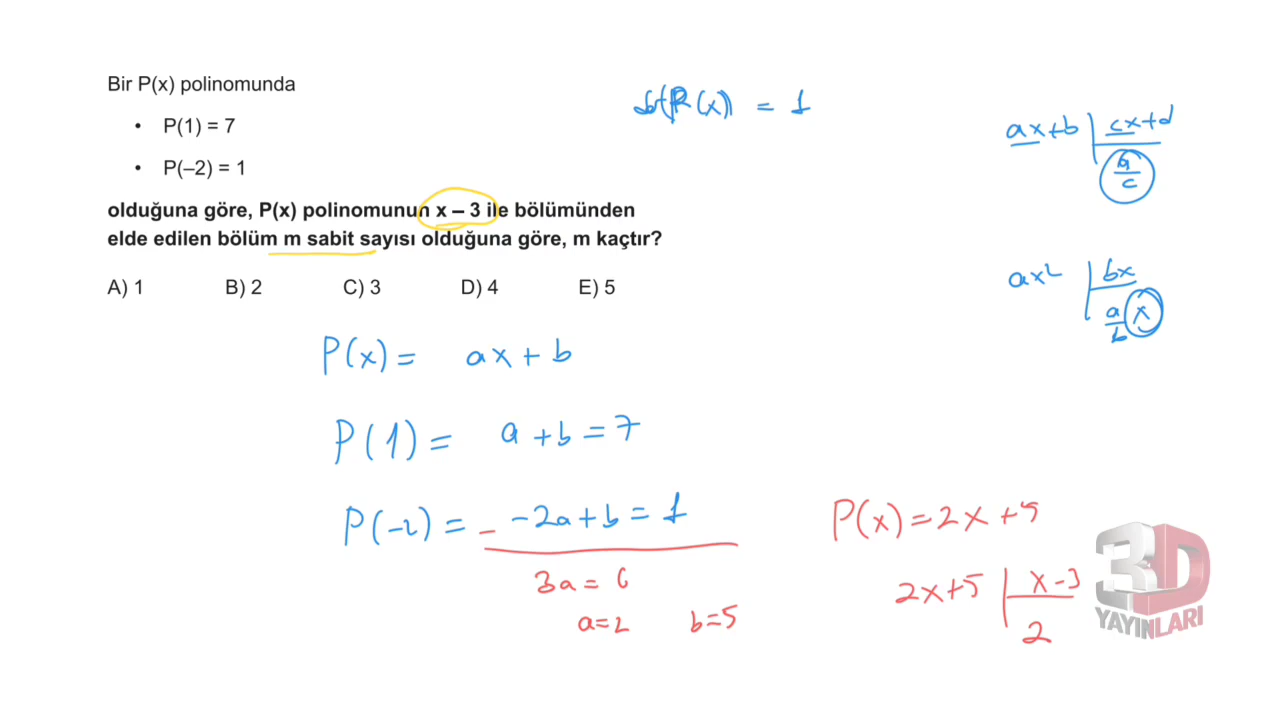 Bir P(x) polinomunda
• P(1) = 7
• P(–2) = 1
olduğuna göre, P(x) polinomunun x – 3 ile bölümünden
elde edilen bölüm m sabit sayısı olduğuna göre, m kaçtır?
A) 1 B) 2 C) 3 D) 4 E) 5
(x) = 1
ax+b | cx+d
a/c
ax² | bx
a/b x
P(x) = ax + b
P(1) = a + b = 7
P(-2) = - -2a+b = 1
3a = 6
a=2 b=5
P(x) = 2x + 5
2x+5 | x-3
2
3D
YAYINLARI